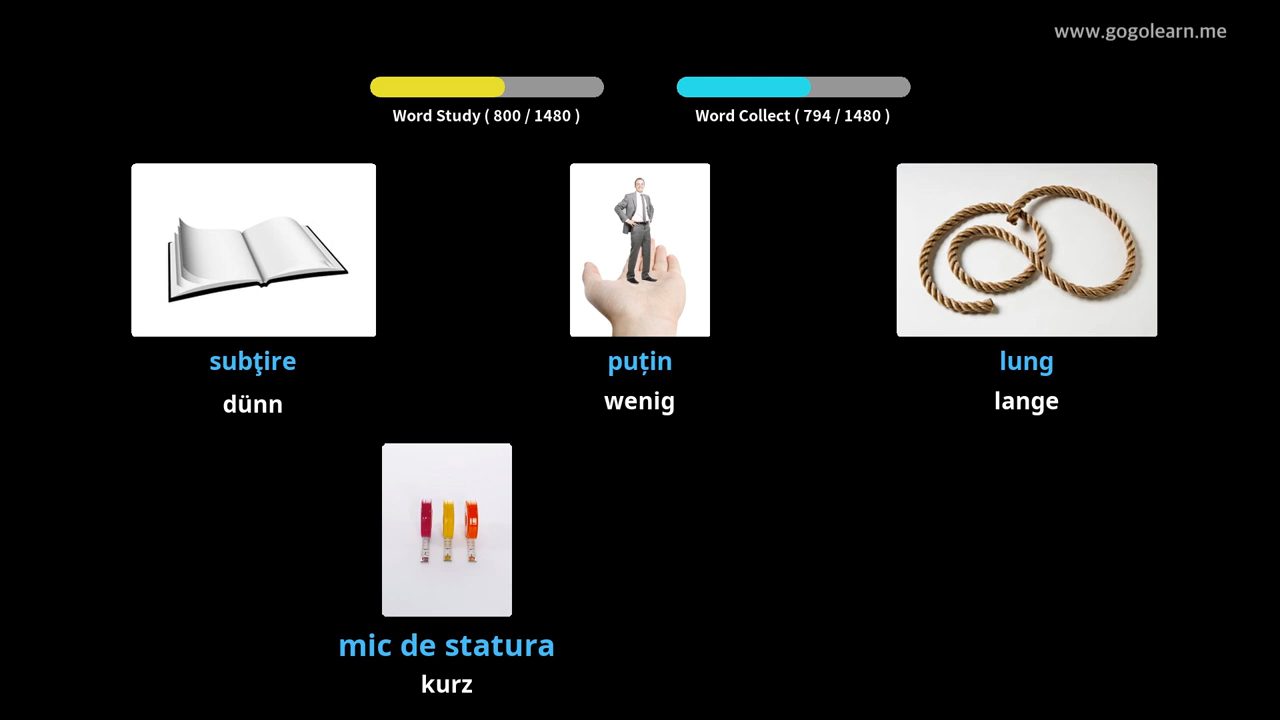 www.gogolearn.me
Word Study ( 800 / 1480 )
Word Collect ( 794 / 1480 )
subţire
puțin
lung
dünn
wenig
lange
mic de statura
kurz